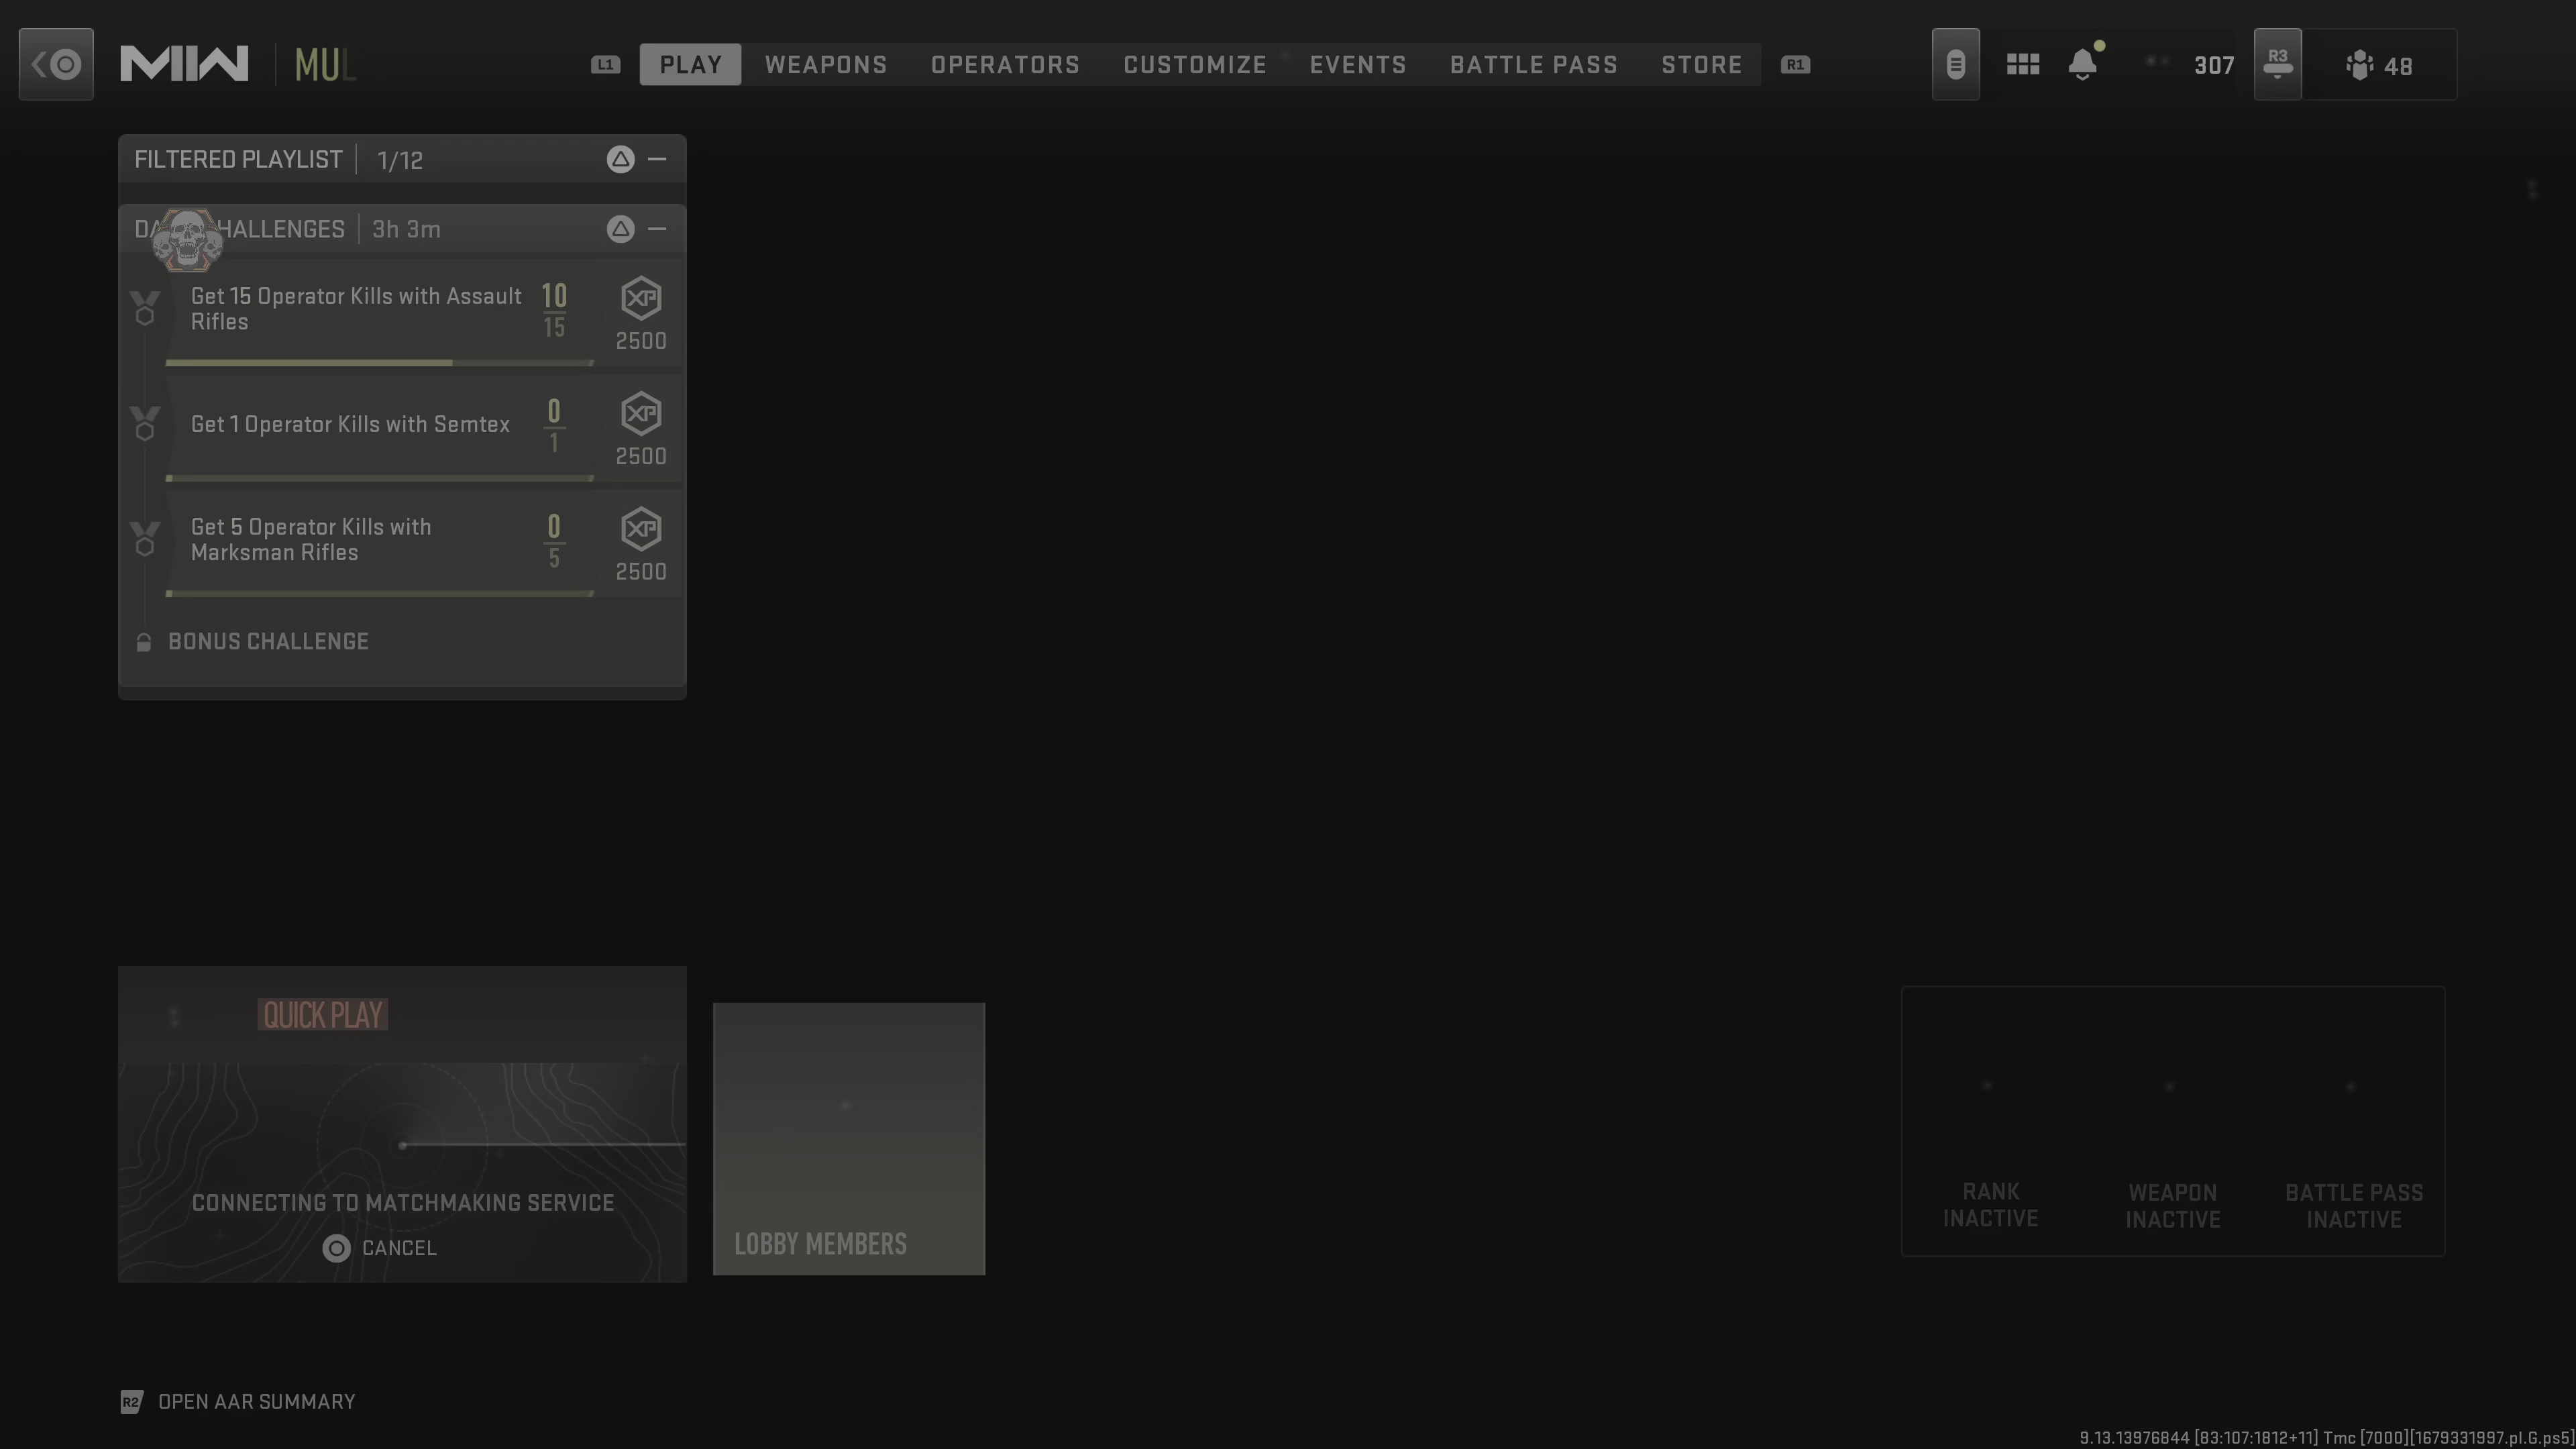 MW
MUL
L1
PLAY
WEAPONS
OPERATORS
CUSTOMIZE
EVENTS
BATTLE PASS
STORE
R1
307
R3
48
FILTERED PLAYLIST
1/12
DA HALLENGES
3h 3m
Get 15 Operator Kills with Assault
Rifles
10
15
XP
2500
Get 1 Operator Kills with Semtex
0
1
XP
2500
Get 5 Operator Kills with
Marksman Rifles
0
5
XP
2500
BONUS CHALLENGE
QUICK PLAY
CONNECTING TO MATCHMAKING SERVICE
CANCEL
LOBBY MEMBERS
RANK
INACTIVE
WEAPON
INACTIVE
BATTLE PASS
INACTIVE
R2 OPEN AAR SUMMARY
9.13.13976844 [83:107:1812+11] Tmc [7000][1679331997.pl.G.ps5]